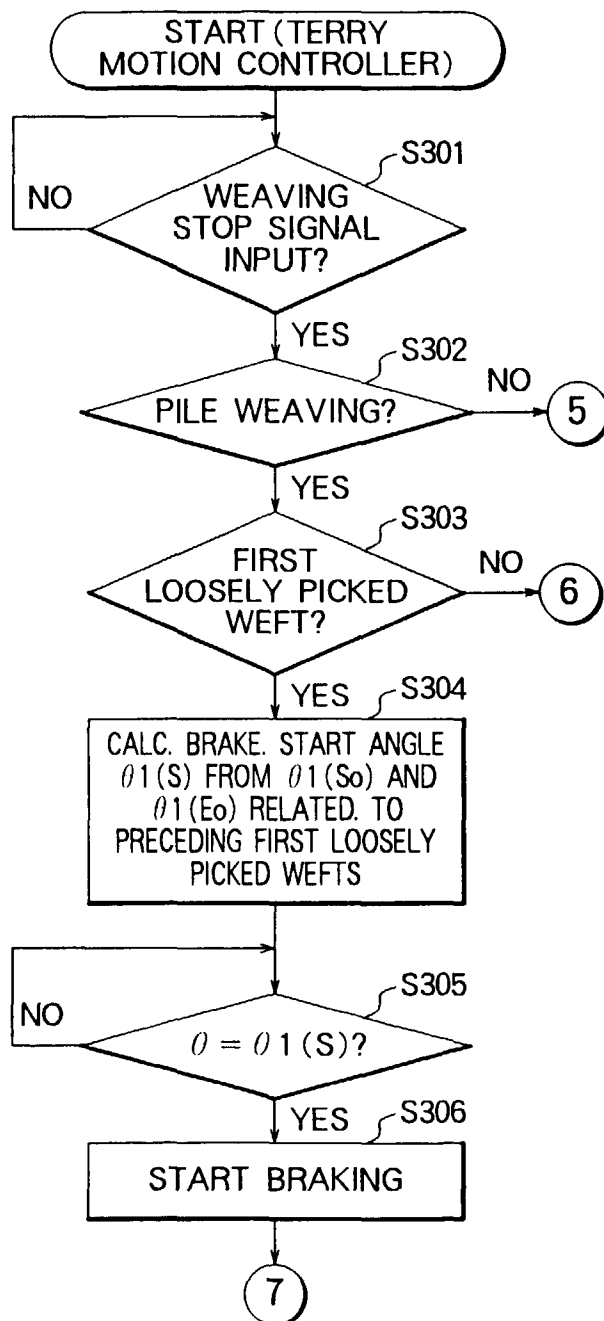 START (TERRY
MOTION CONTROLLER)
S301
NO
WEAVING
STOP SIGNAL
INPUT?
YES
S302
NO
PILE WEAVING?
5
YES
S303
FIRST
NO
LOOSELY PICKED
6
WEFT?
YES
S304
CALC. BRAKE. START ANGLE
θ1(S) FROM θ1(So) AND
θ1(Eo) RELATED. TO
PRECEDING FIRST LOOSELY
PICKED WEFTS
S305
NO
θ = θ1(S)?
YES
S306
START BRAKING
7